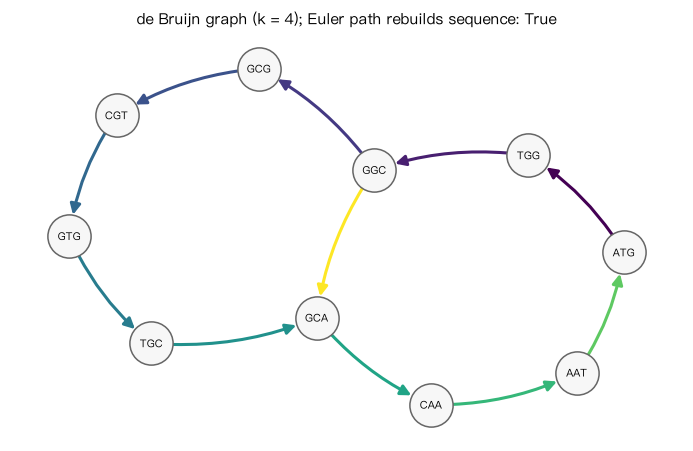 de Bruijn graph (k = 4); Euler path rebuilds sequence: True
GCG
CGT
TGG
GGC
GTG
ATG
GCA
TGC
AAT
CAA